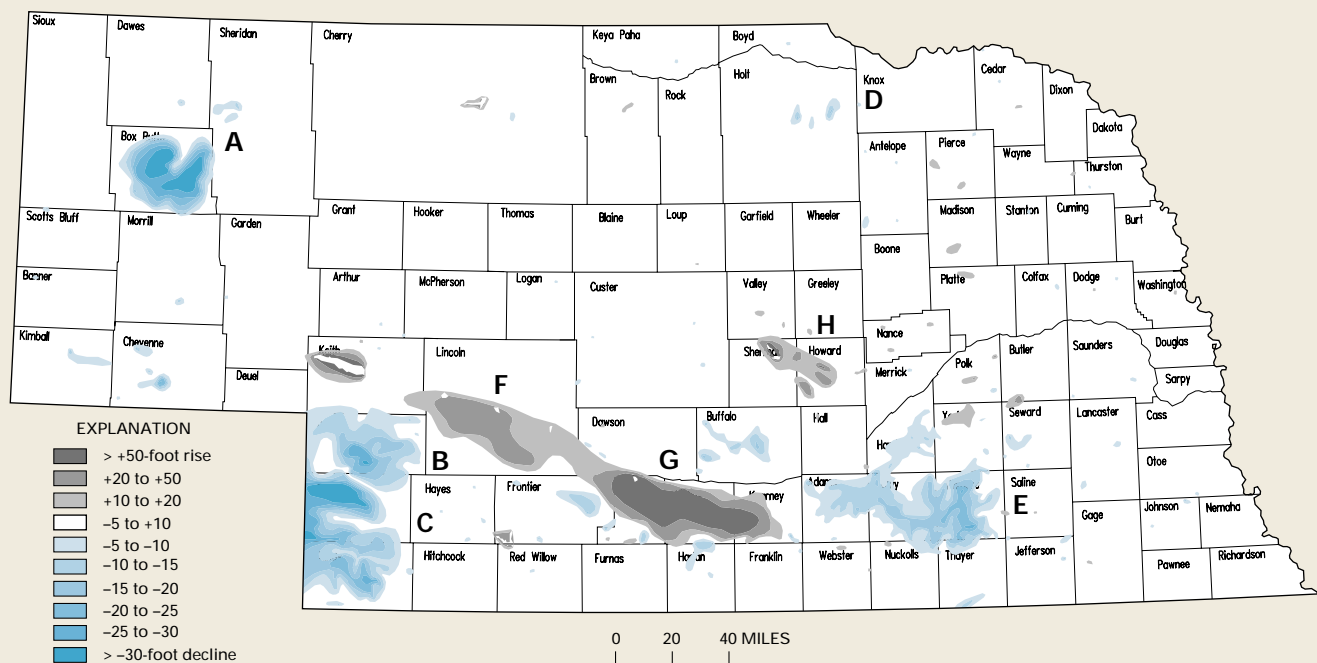 Sioux
Dawes
Sheridan
Cherry
Keya Paha
Boyd
Brown
Rock
Holt
Knox
D
Cedar
Dixon
Dakota
A
Antelope
Pierce
Wayne
Thurston
Scotts Bluff
Morrill
Garden
Grant
Hooker
Thomas
Blaine
Loup
Garfield
Wheeler
Madison
Stanton
Cuming
Burt
Boone
Banner
Arthur
McPherson
Logan
Custer
Valley
Greeley
Platte
Colfax
Dodge
Washington
H
Kimball
Cheyenne
Deuel
Keith
Lincoln
F
Howard
Nance
Merrick
Polk
Butler
Saunders
Douglas
Sarpy
Dawson
Buffalo
Hall
Seward
Lancaster
Cass
Otoe
B
G
Hayes
Frontier
Saline
E
C
Gage
Johnson
Nemaha
Hitchcock
Red Willow
Furnas
Franklin
Webster
Nuckolls
Thayer
Jefferson
Pawnee
Richardson
EXPLANATION
> +50-foot rise
+20 to +50
+10 to +20
–5 to +10
–5 to –10
–10 to –15
–15 to –20
–20 to –25
–25 to –30
> –30-foot decline
0 20 40 MILES